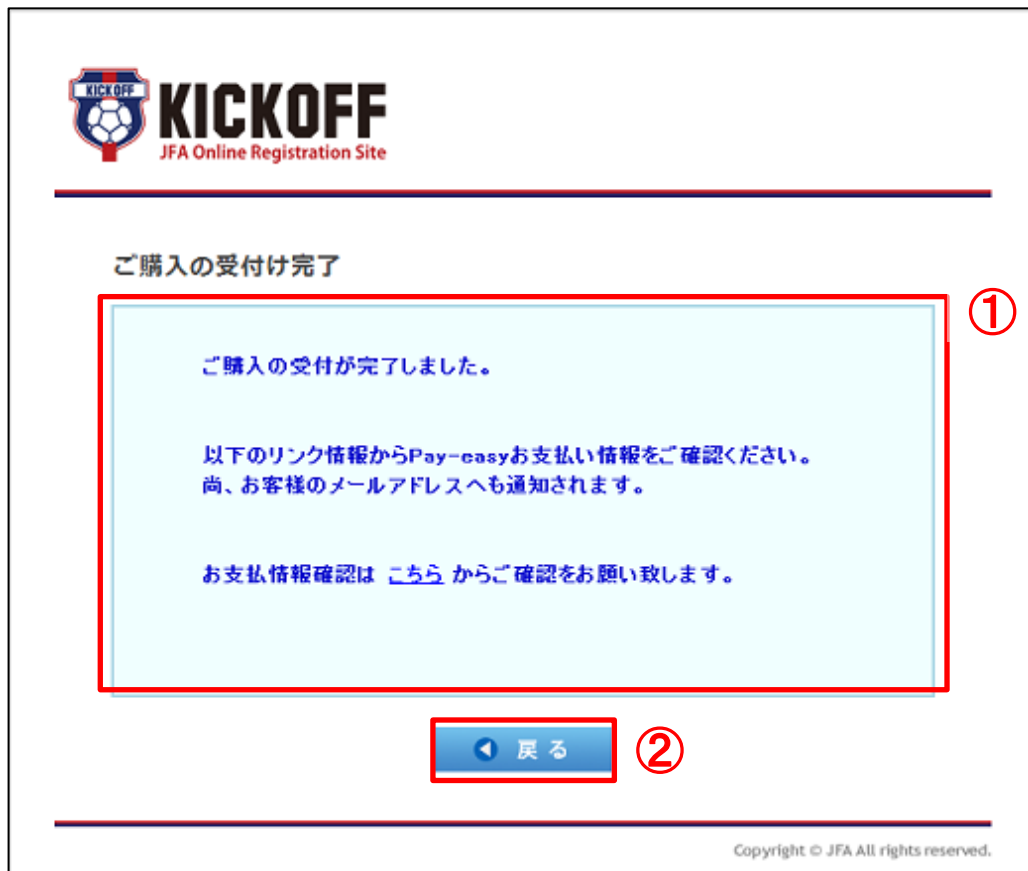 KICKOFF
KICKOFF
JFA Online Registration Site
ご購入の受付け完了
①
ご購入の受付が完了しました。
以下のリンク情報からPay-easyお支払い情報をご確認ください。
尚、お客様のメールアドレスへも通知されます。
お支払情報確認は こちら からご確認をお願い致します。
戻る ②
Copyright © JFA All rights reserved.